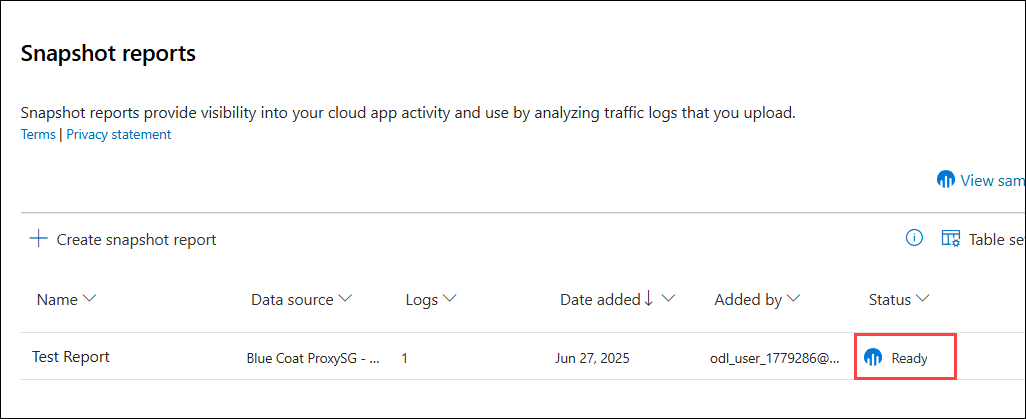 Snapshot reports
Snapshot reports provide visibility into your cloud app activity and use by analyzing traffic logs that you upload.
Terms | Privacy statement
View sam
Create snapshot report
Table se
Name Data source Logs Date added Added by Status
Test Report Blue Coat ProxySG - ... 1 Jun 27, 2025 odl_user_1779286@... Ready